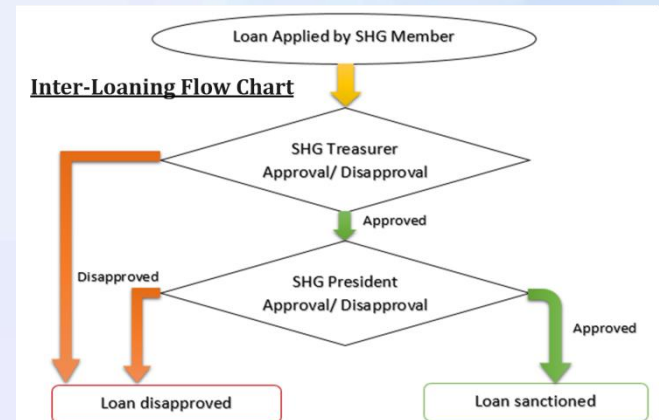 Loan Applied by SHG Member
Inter-Loaning Flow Chart
SHG Treasurer
Approval/ Disapproval
Approved
Disapproved
SHG President
Approval/ Disapproval
Approved
Loan disapproved
Loan sanctioned